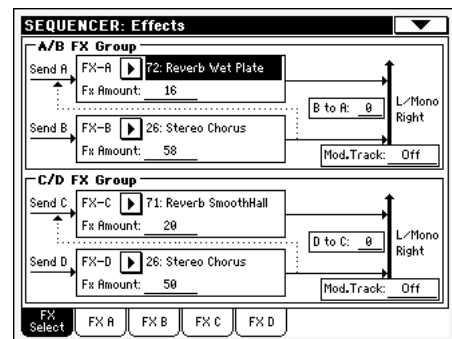 SEQUENCER: Effects
A/B FX Group
Send A FX-A 72: Reverb Wet Plate
Fx Amount: 16
B to A: 0 L/Mono
Right
Send B FX-B 26: Stereo Chorus
Fx Amount: 58
Mod.Track: Off
C/D FX Group
Send C FX-C 71: Reverb SmoothHall
Fx Amount: 20
D to C: 0 L/Mono
Right
Send D FX-D 26: Stereo Chorus
Fx Amount: 50
Mod.Track: Off
FX Select FX A FX B FX C FX D